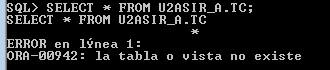 SQL> SELECT * FROM U2ASIR_A.TC;
SELECT * FROM U2ASIR_A.TC
*
ERROR en lýnea 1:
ORA-00942: la tabla o vista no existe